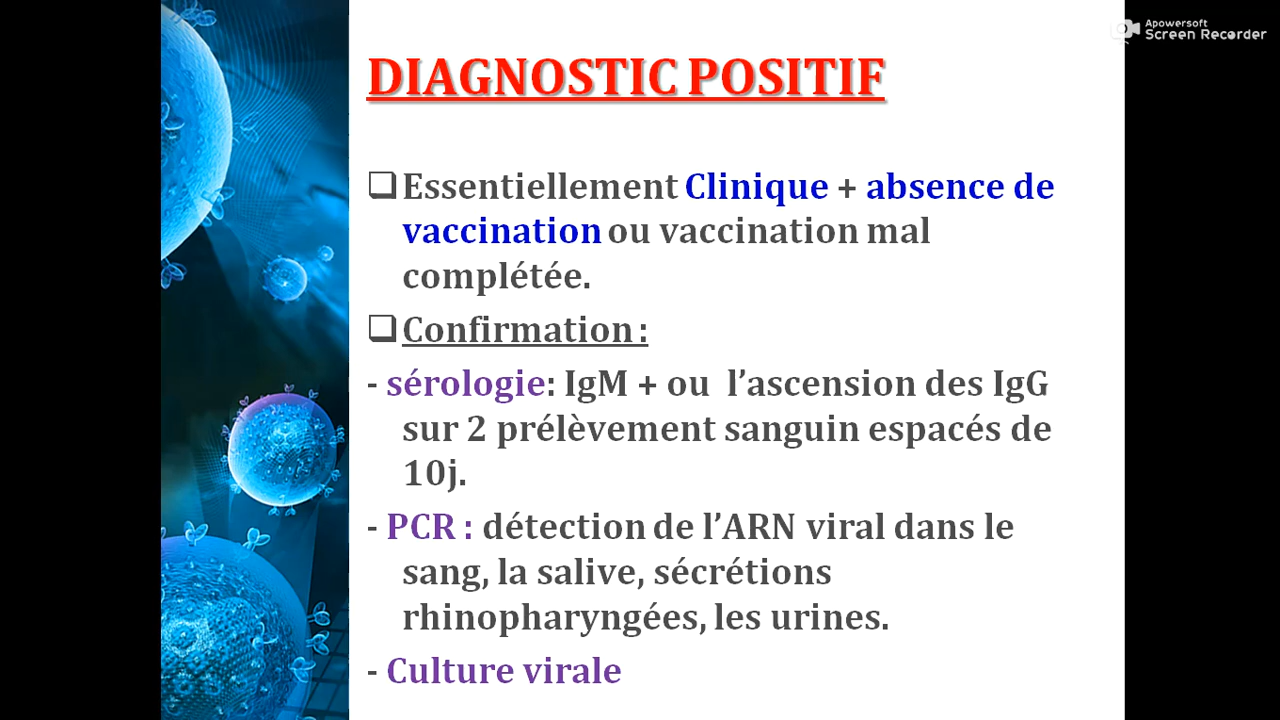 Apowersoft
Screen Recorder
DIAGNOSTIC POSITIF
❑Essentiellement Clinique + absence de
vaccination ou vaccination mal
complétée.
❑Confirmation :
- sérologie: IgM + ou l’ascension des IgG
sur 2 prélèvement sanguin espacés de
10j.
- PCR : détection de l’ARN viral dans le
sang, la salive, sécrétions
rhinopharyngées, les urines.
- Culture virale